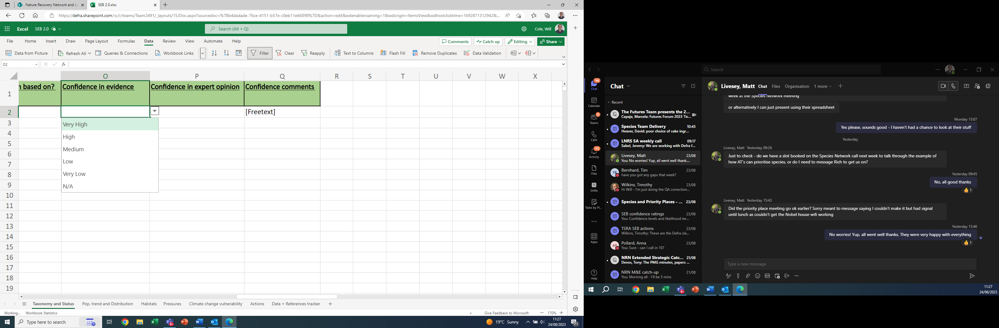 Nature Recovery Network and Lo
SEB 2.0.xlsx
https://defra.sharepoint.com/:x:/r/teams/Team2491/_layouts/15/Doc.aspx?sourcedoc=%7Bb4dadade-76ce-4151-b57e-c0eb11e66898%7D&action=edit&wdenableroaming=1&wdorigin=ItemsView&wdhostclicktime=1692871312942&...
Excel SEB 2.0
Search (Alt + Q)
Cole, Will
File Home Insert Draw Page Layout Formulas Data Review View Automate Help
Comments Catch up Editing Share
Data from Picture Refresh All Queries & Connections Workbook Links Filter Clear Reapply Text to Columns Flash Fill Remove Duplicates Data Validation
O2
fx
O P Q R S T U V W X
1 n based on? Confidence in evidence Confidence in expert opinion Confidence comments
2 [Freetext]
3 Very High
4 High
5 Medium
6 Low
7
8 Very Low
9 N/A
10
11
12
13
14
15
16
17
18
19
Taxonomy and Status Pop. trend and Distribution Habitats Pressures Climate change vulnerability Actions Data + References tracker
Working... Workbook Statistics
Give Feedback to Microsoft 170%
Type here to search
9+
19°C Sunny
11:27
24/08/2023
23
Search
16
Chat
Calendar
Teams
Calls
11
Activity
Files
Shifts
Tasks by Pl...
Apps
Help
Chat
Recent
The Futures Team presents the 2...
Capaja, Marcela: Futures Forum 2023 Tic...
Species Team Delivery 10:45
Heaver, David: poor choice of cake ingr...
LNRS SA weekly call 09:17
Sabel, Jeremy: We are working with Defra f...
Livesey, Matt 23/08
You: No worries! Yup, all went well thank...
TB
Bernhard, Tim 23/08
have you got any gaps that week?
Wilkins, Timothy 23/08
Hi Will - I'm just doing the QA correction...
Species and Priority Places - ... 23/08
SEB confidence ratings 23/08
You: Confidence levels and likelihood ter...
TSRA SEB actions 23/08
Wilkins, Timothy: These are the Defra cla...
AP
Pollard, Anna 23/08
You: Sure - can I call in 10?
NRN Extended Strategic Catc... 21/08
Devos, Tony: The PMG minutes, papers ...
NRN M&E catch-up 21/08
You: Morning all - I'll be 5 mins
Livesey, Matt Chat Files Organisation 1 more
week at the Species Network meeting
or alternatively I can just present using their spreadsheet
Monday 15:07
Yes please, sounds good - I haven't had a chance to look at their stuff
Yesterday
Livesey, Matt Yesterday 09:26
Just to check - do we have a slot booked on the Species Network call next week to talk through the example of
how AT's can prioritise species, or do I need to message Rich to get us on?
Yesterday 09:45
No, all good thanks
1
Livesey, Matt Yesterday 15:43
Did the priority place meeting go ok earlier? Sorry meant to message saying I couldn't make it but had signal
until lunch as couldn't get the Nobel house wifi working
Yesterday 15:46
No worries! Yup, all went well thanks. They were very happy with everything
1
Type a new message
GIF
9+
11:27
24/08/2023